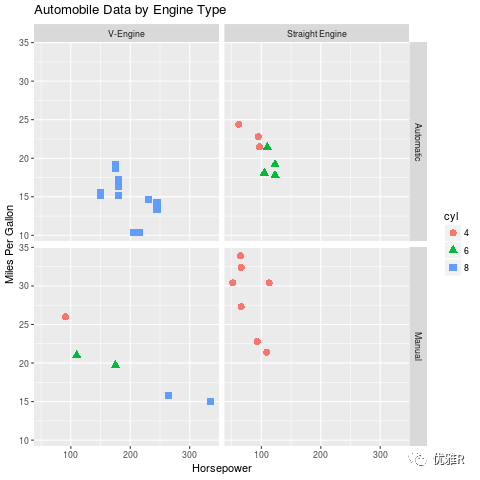 Automobile Data by Engine Type
V-Engine
Straight Engine
35
30
25
20
15
10
Automatic
35
30
25
20
15
10
Manual
Miles Per Gallon
100
200
300
100
200
300
Horsepower
cyl
4
6
8
优雅R